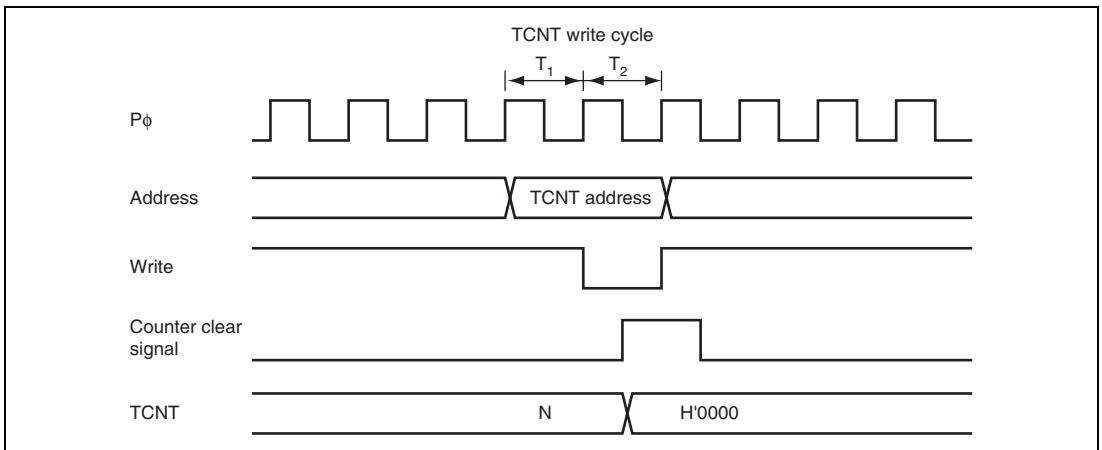 TCNT write cycle
T1 T2
Pϕ
Address
TCNT address
Write
Counter clear
signal
TCNT
N
H'0000